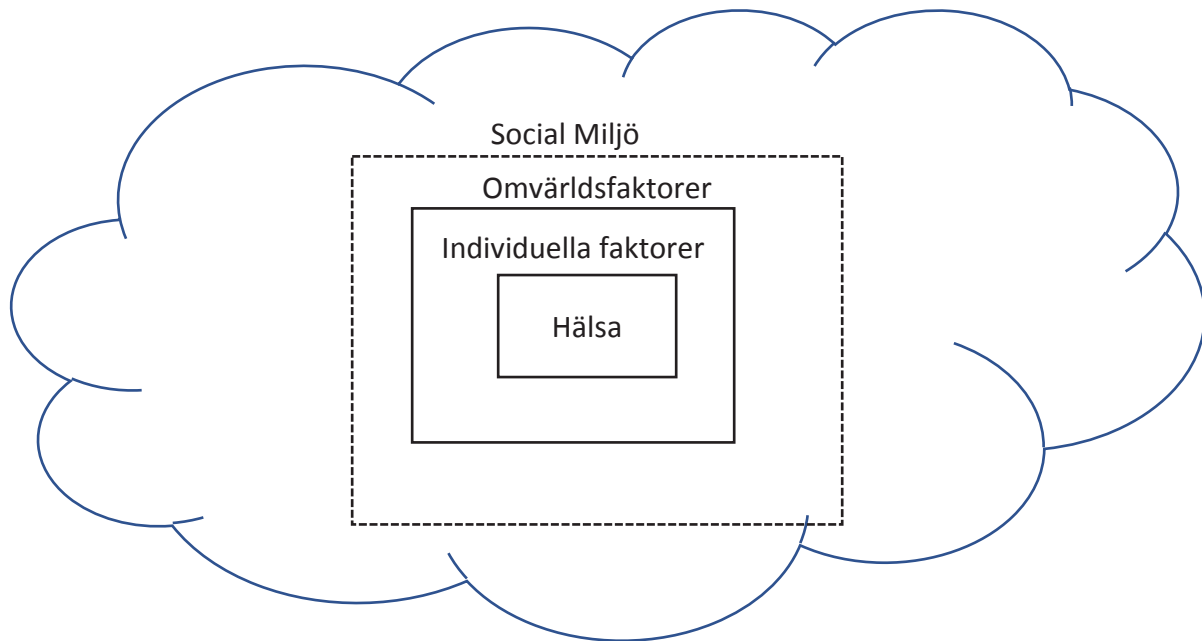 Social Miljö
Omvärldsfaktorer
Individuella faktorer
Hälsa